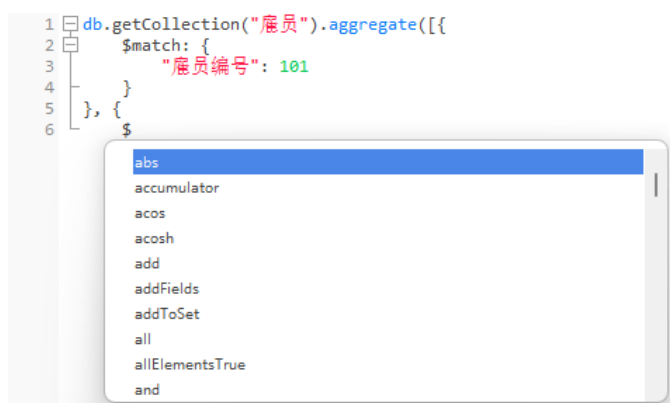 1 db.getCollection("雇员").aggregate([{
2 $match: {
3 "雇员编号": 101
4 }
5 }, {
6 $
abs
accumulator
acos
acosh
add
addFields
addToSet
all
allElementsTrue
and